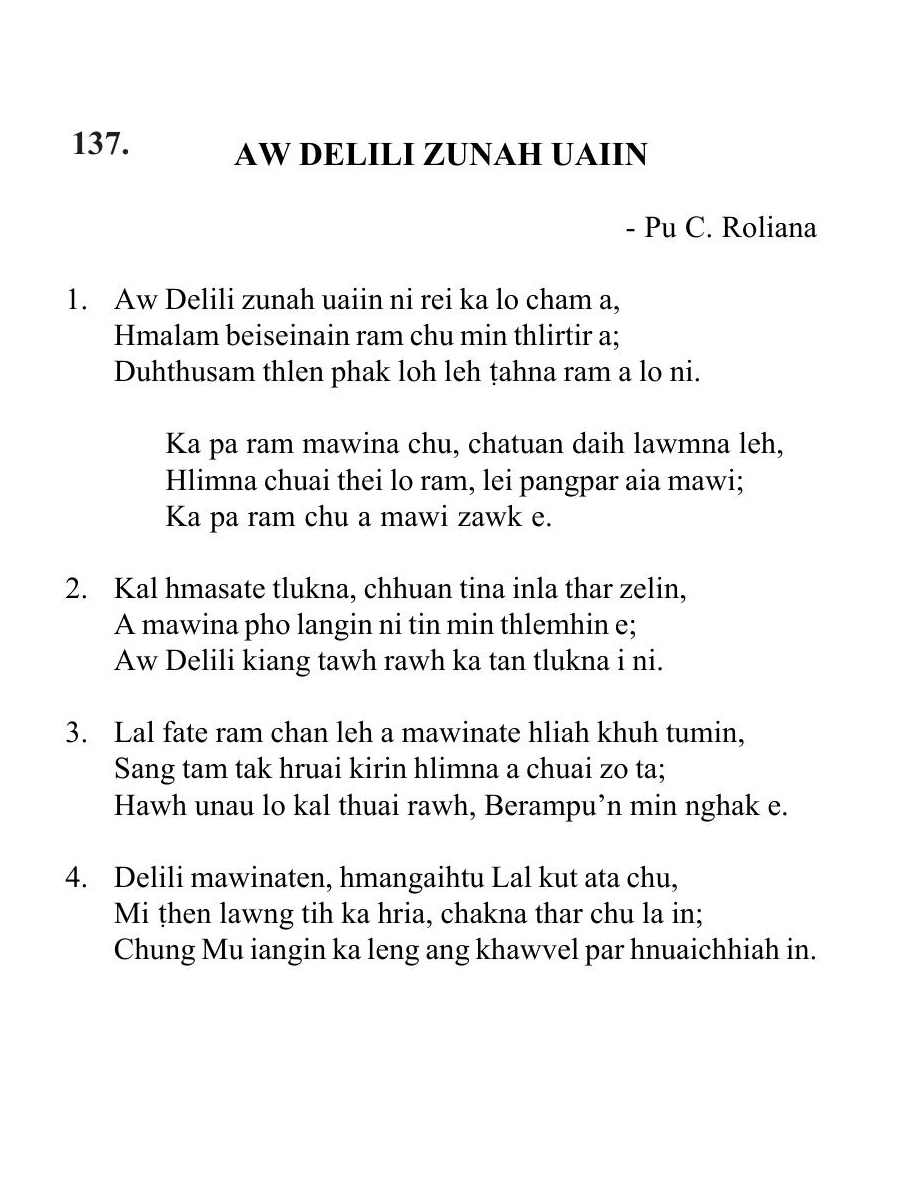 137.
AW DELILI ZUNAH UAIIN
- Pu C. Roliana
1. Aw Delili zunah uaiin ni rei ka lo cham a,
Hmalam beiseinain ram chu min thlirtir a;
Duhthusam thlen phak loh leh ṭahna ram a lo ni.
Ka pa ram mawina chu, chatuan daih lawmna leh,
Hlimna chuai thei lo ram, lei pangpar aia mawi;
Ka pa ram chu a mawi zawk e.
2. Kal hmasate tlukna, chhuan tina inla thar zelin,
A mawina pho langin ni tin min thlemhin e;
Aw Delili kiang tawh rawh ka tan tlukna i ni.
3. Lal fate ram chan leh a mawinate hliah khuh tumin,
Sang tam tak hruai kirin hlimna a chuai zo ta;
Hawh unau lo kal thuai rawh, Berampu’n min nghak e.
4. Delili mawinaten, hmangaihtu Lal kut ata chu,
Mi ṭhen lawng tih ka hria, chakna thar chu la in;
Chung Mu iangin ka leng ang khawvel par hnuaichhiah in.